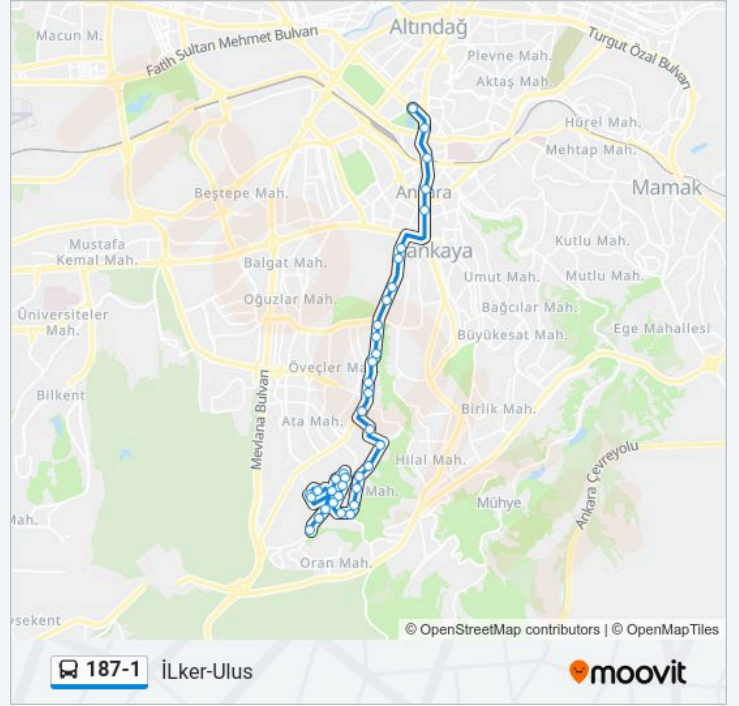 Altındağ
Macun M.
Fatih Sultan Mehmet Bulvarı
Turgut Özal Bulvarı
Plevne Mah.
Aktaş Mah.
Hürel Mah.
Mehtap Mah.
Beştepe Mah.
Ankara
Mamak
Mustafa
Kemal Mah.
Balgat Mah.
ankaya
Kutlu Mah.
Umut Mah.
Mutlu Mah.
Oğuzlar Mah.
Bağcılar Mah.
Üniversiteler
Mah.
Büyükesat Mah.
Ege Mahallesi
Öveçler Ma
Bilkent
Mevlana Bulvarı
Ata Mah.
Birlik Mah.
Hilal Mah.
Mah.
Mühye
Ankara Çevreyolu
Mah.
Oran Mah.
ysekent
© OpenStreetMap contributors | © OpenMapTiles
187-1 İLker-Ulus
moovit